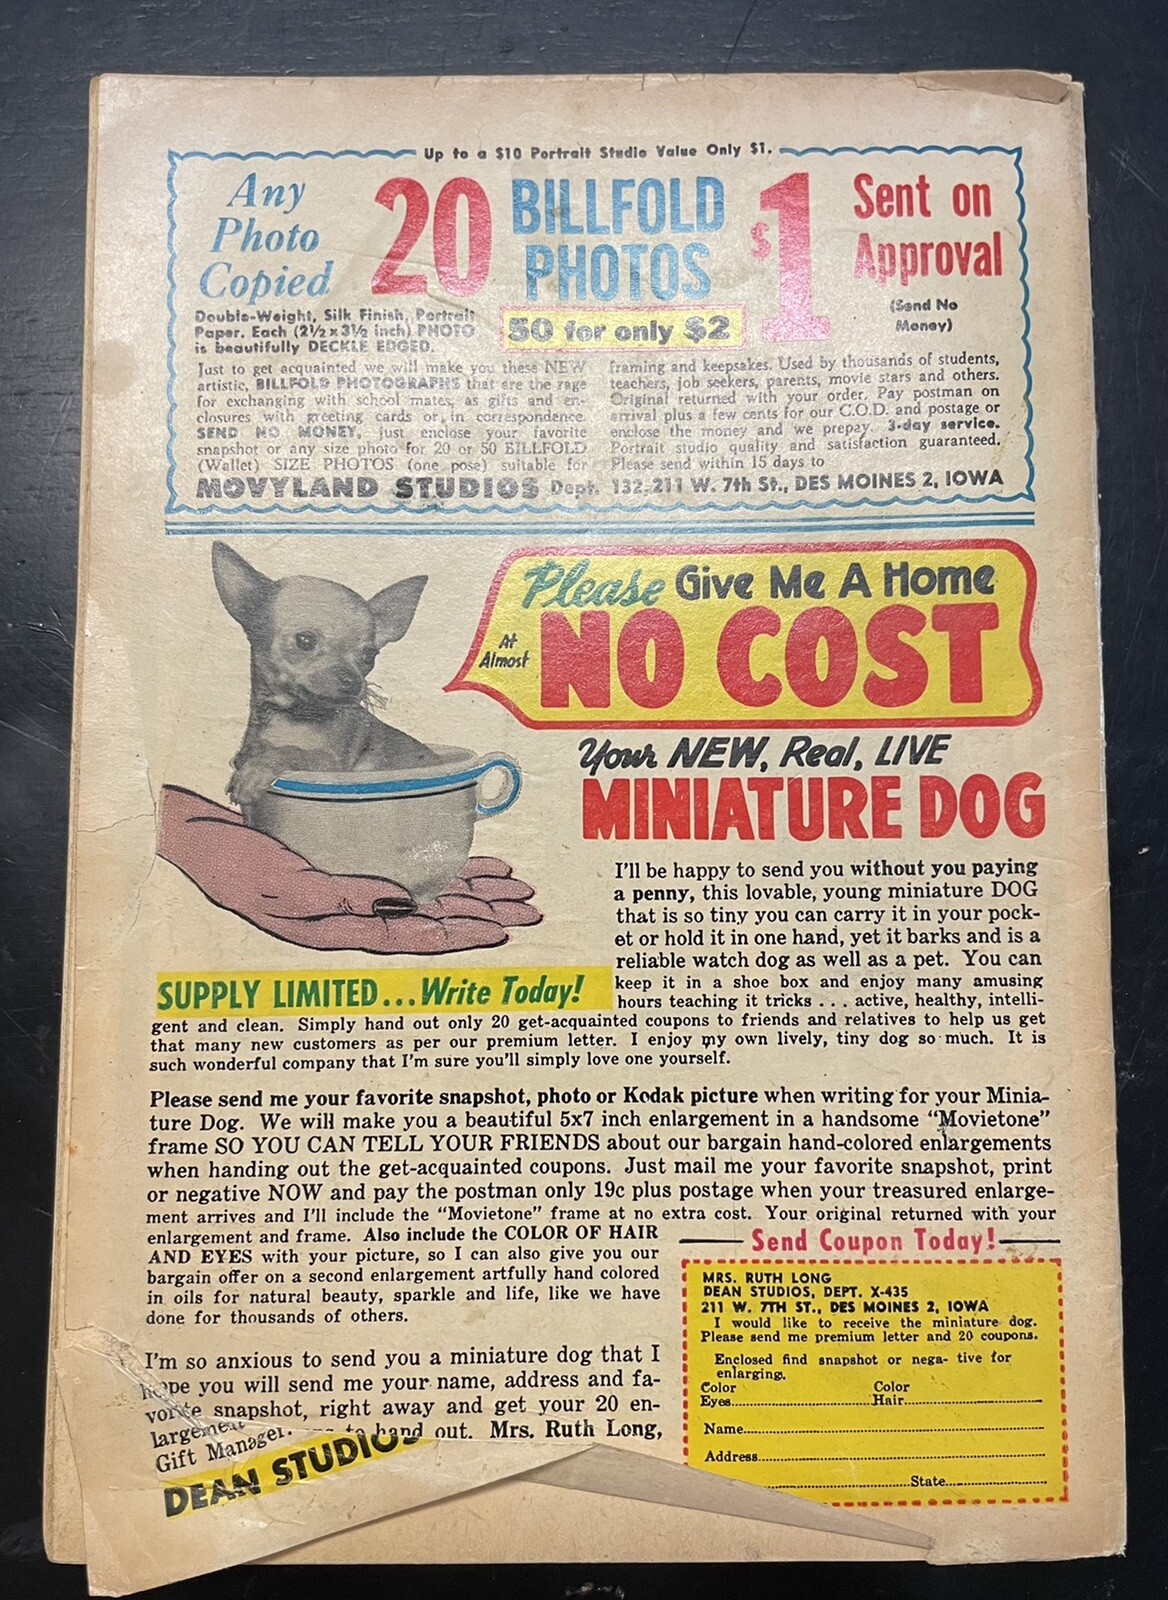 Up to a $10 Portrait Studio Value Only $1.
Any
Photo
Copied
20
BILLFOLD
PHOTOS
$1
Sent on
Approval
(Send No
Money)
50 for only $2
Double-Weight, Silk Finish, Portrait
Paper. Each (2½ x 3½ inch) PHOTO
is beautifully DECKLE EDGED.
Just to get acquainted we will make you these NEW
artistic, BILLFOLD PHOTOGRAPHS that are the rage
for exchanging with school mates, as gifts and en-
closures with greeting cards or in correspondence.
SEND NO MONEY, just enclose your favorite
snapshot or any size photo for 20 or 50 BILLFOLD
(Wallet) SIZE PHOTOS (one pose) suitable for
framing and keepsakes. Used by thousands of students,
teachers, job seekers, parents, movie stars and others.
Original returned with your order. Pay postman on
arrival plus a few cents for our C.O.D. and postage or
enclose the money and we prepay. 3-day service.
Portrait studio quality and satisfaction guaranteed.
Please send within 15 days to
MOVYLAND STUDIOS Dept. 132, 211 W. 7th St., DES MOINES 2, IOWA
Please Give Me A Home
At
Almost
NO COST
Your NEW, Real, LIVE
MINIATURE DOG
I'll be happy to send you without you paying
a penny, this lovable, young miniature DOG
that is so tiny you can carry it in your pock-
et or hold it in one hand, yet it barks and is a
reliable watch dog as well as a pet. You can
keep it in a shoe box and enjoy many amusing
hours teaching it tricks . . . active, healthy, intelli-
SUPPLY LIMITED...Write Today!
gent and clean. Simply hand out only 20 get-acquainted coupons to friends and relatives to help us get
that many new customers as per our premium letter. I enjoy my own lively, tiny dog so much. It is
such wonderful company that I'm sure you'll simply love one yourself.
Please send me your favorite snapshot, photo or Kodak picture when writing for your Minia-
ture Dog. We will make you a beautiful 5x7 inch enlargement in a handsome "Movietone"
frame SO YOU CAN TELL YOUR FRIENDS about our bargain hand-colored enlargements
when handing out the get-acquainted coupons. Just mail me your favorite snapshot, print
or negative NOW and pay the postman only 19c plus postage when your treasured enlarge-
ment arrives and I'll include the "Movietone" frame at no extra cost. Your original returned with your
enlargement and frame. Also include the COLOR OF HAIR
AND EYES with your picture, so I can also give you our
bargain offer on a second enlargement artfully hand colored
in oils for natural beauty, sparkle and life, like we have
done for thousands of others.
I'm so anxious to send you a miniature dog that I
hope you will send me your name, address and fa-
vorite snapshot, right away and get your 20 en-
largement to hand out. Mrs. Ruth Long,
Gift Manager.
DEAN STUDIOS
Send Coupon Today!
MRS. RUTH LONG
DEAN STUDIOS, DEPT. X-435
211 W. 7TH ST., DES MOINES 2, IOWA
I would like to receive the miniature dog.
Please send me premium letter and 20 coupons.
Enclosed find snapshot or nega- tive for
enlarging.
Color Color
Eyes Hair
Name
Address
State